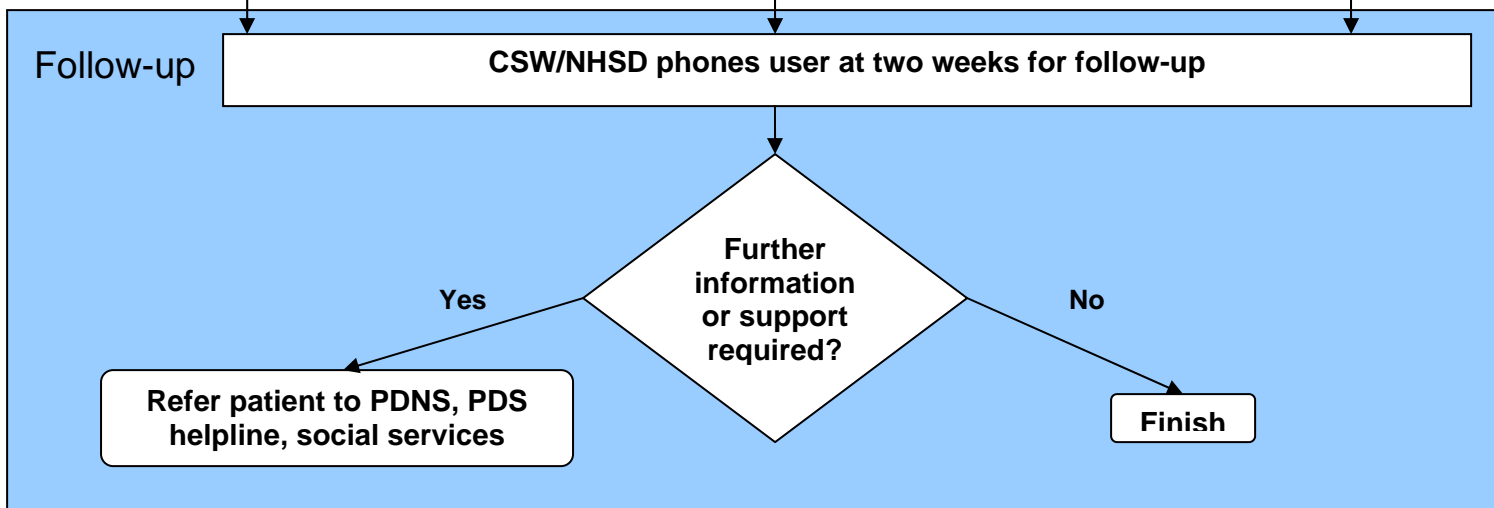 Follow-up
CSW/NHSD phones user at two weeks for follow-up
Further
information
or support
required?
Yes
No
Refer patient to PDNS, PDS
helpline, social services
Finish